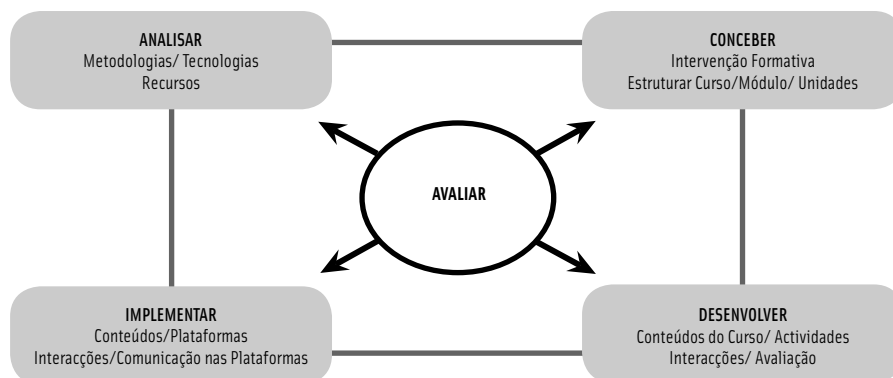 ANALISAR
Metodologias/ Tecnologias
Recursos
CONCEBER
Intervenção Formativa
Estruturar Curso/Módulo/ Unidades
AVALIAR
IMPLEMENTAR
Conteúdos/Plataformas
Interacções/Comunicação nas Plataformas
DESENVOLVER
Conteúdos do Curso/ Actividades
Interacções/ Avaliação